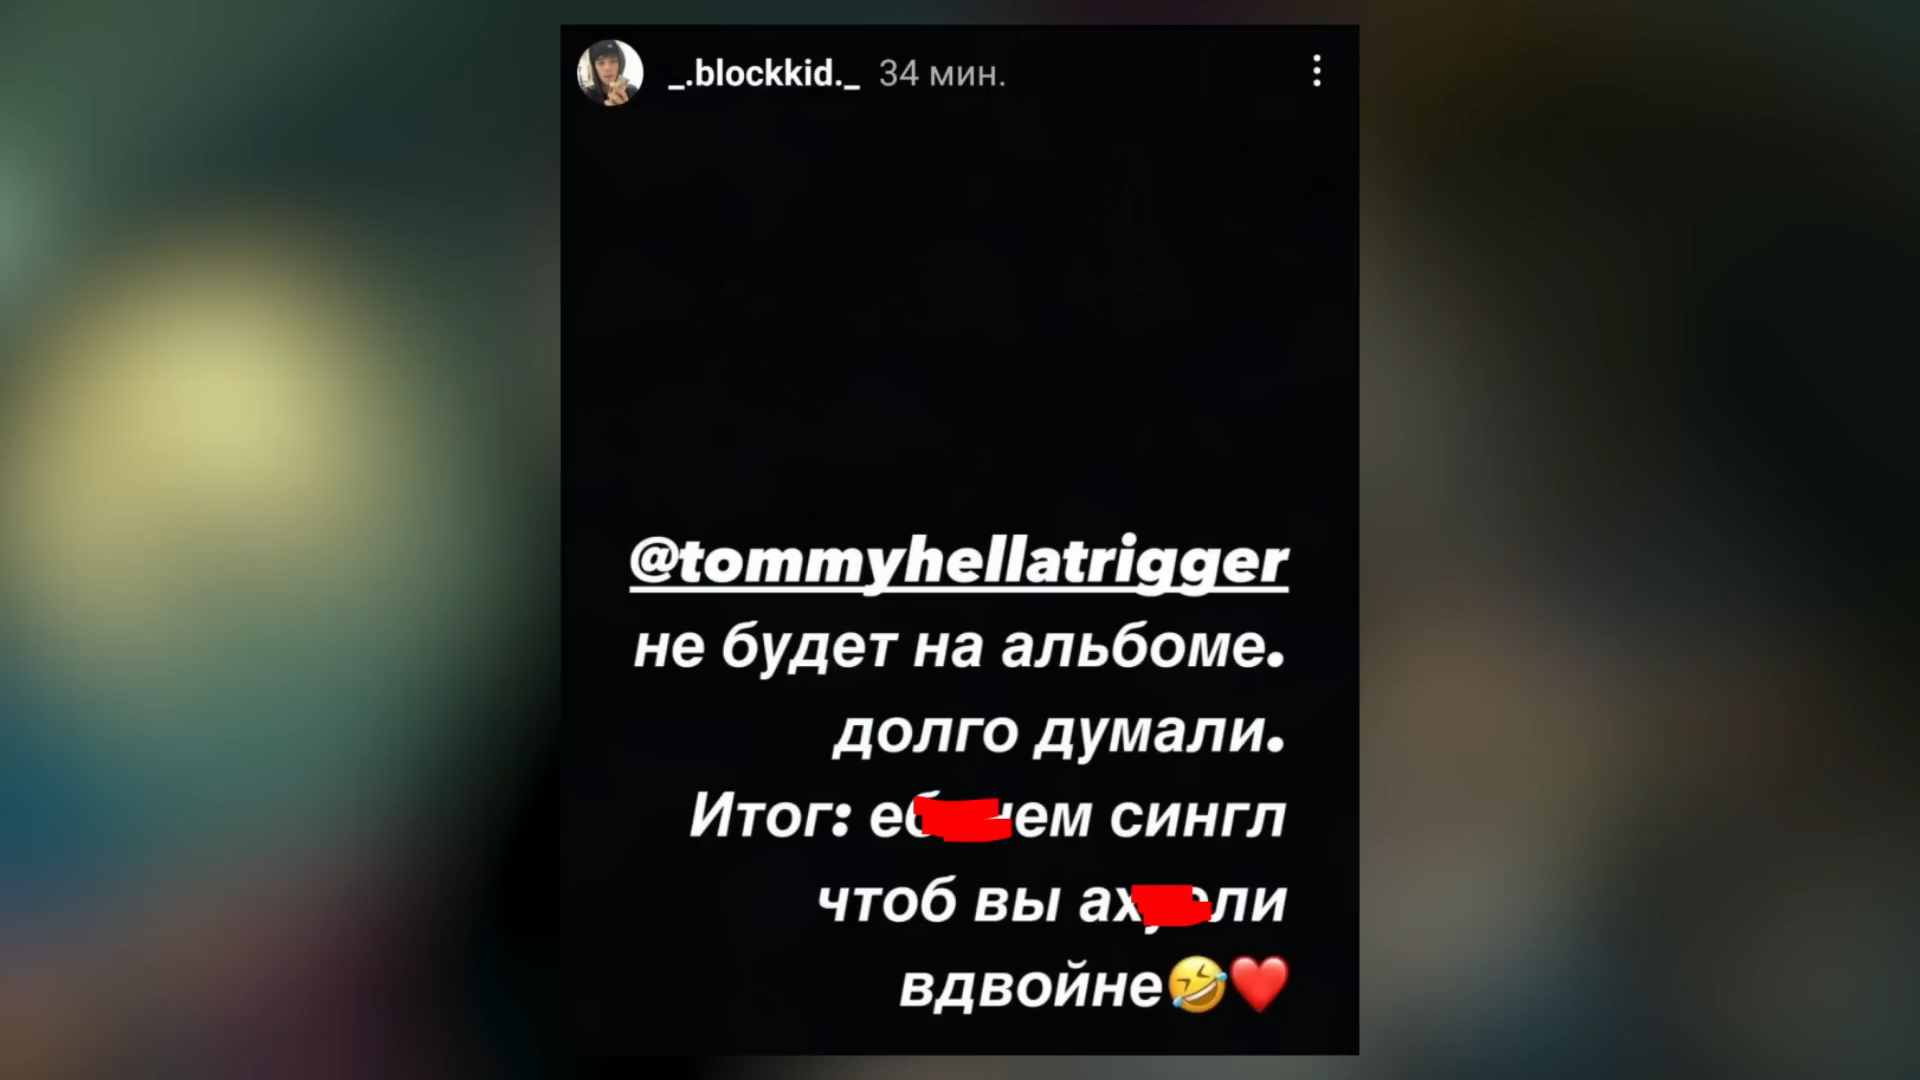 _.blockkid._ 34 мин.
@tommyhellatrigger
не будет на альбоме.
долго думали.
Итог: сингл
чтоб вы
вдвойне🤣❤️